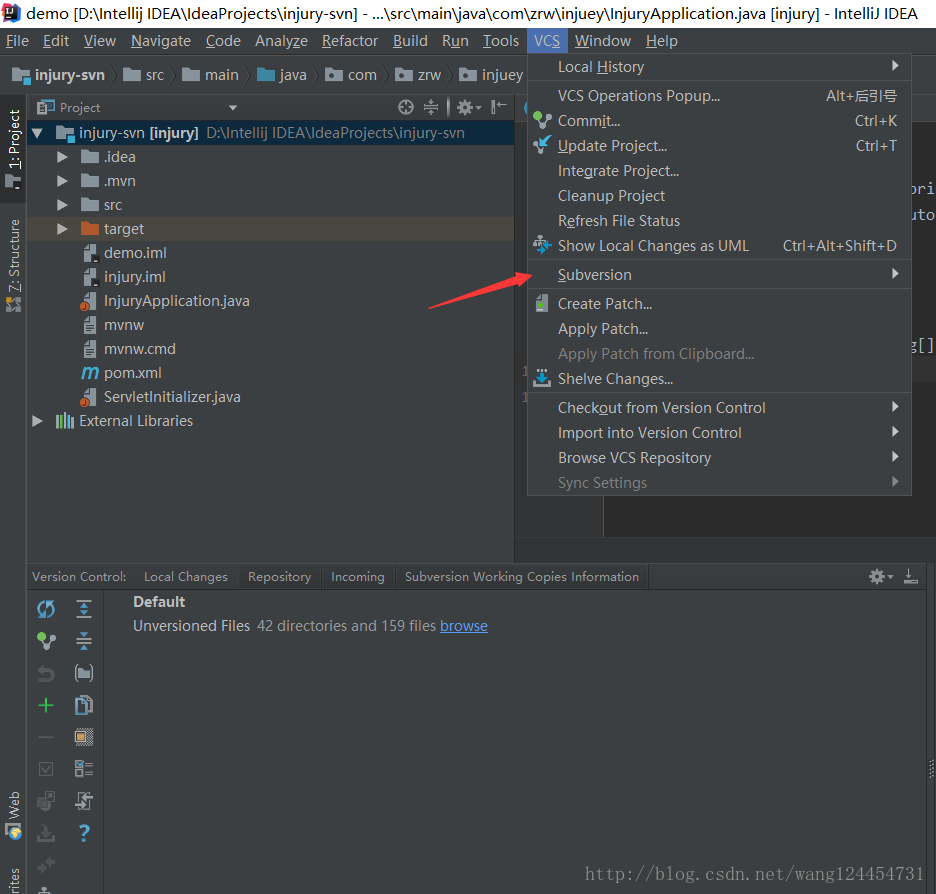 demo [D:\Intellij IDEA\IdeaProjects\injury-svn] - ...\src\main\java\com\zrw\injuey\InjuryApplication.java [injury] - IntelliJ IDEA
File Edit View Navigate Code Analyze Refactor Build Run Tools VCS Window Help
injury-svn src main java com zrw injuey
Local History
Project
VCS Operations Popup... Alt+后引号
Commit... Ctrl+K
Update Project... Ctrl+T
Integrate Project...
Cleanup Project
Refresh File Status
Show Local Changes as UML Ctrl+Alt+Shift+D
Subversion
Create Patch...
Apply Patch...
Apply Patch from Clipboard...
Shelve Changes...
Checkout from Version Control
Import into Version Control
Browse VCS Repository
Sync Settings
1: Project
Z: Structure
injury-svn [injury] D:\Intellij IDEA\IdeaProjects\injury-svn
.idea
.mvn
src
target
demo.iml
injury.iml
InjuryApplication.java
mvnw
mvnw.cmd
pom.xml
ServletInitializer.java
External Libraries
ori
uto
g[]
1
1
Version Control: Local Changes Repository Incoming Subversion Working Copies Information
Default
Unversioned Files 42 directories and 159 files browse
Web
rites
http://blog.csdn.net/wang124454731